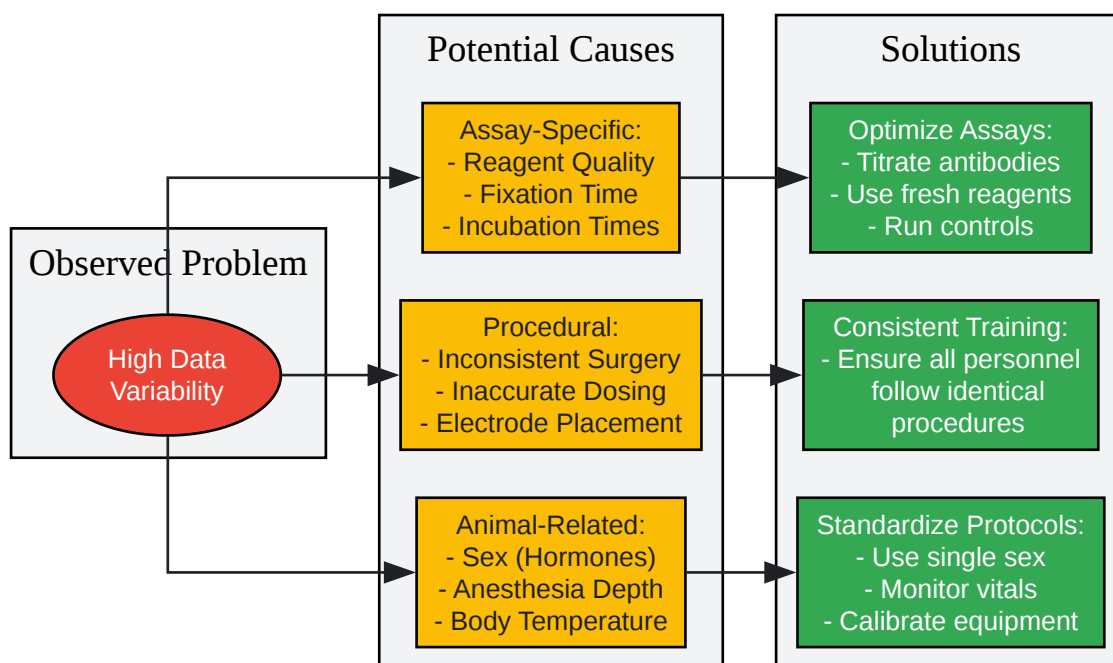 Observed Problem
High Data
Variability
Potential Causes
Assay-Specific:
- Reagent Quality
- Fixation Time
- Incubation Times
Procedural:
- Inconsistent Surgery
- Inaccurate Dosing
- Electrode Placement
Animal-Related:
- Sex (Hormones)
- Anesthesia Depth
- Body Temperature
Solutions
Optimize Assays:
- Titrate antibodies
- Use fresh reagents
- Run controls
Consistent Training:
- Ensure all personnel
follow identical
procedures
Standardize Protocols:
- Use single sex
- Monitor vitals
- Calibrate equipment